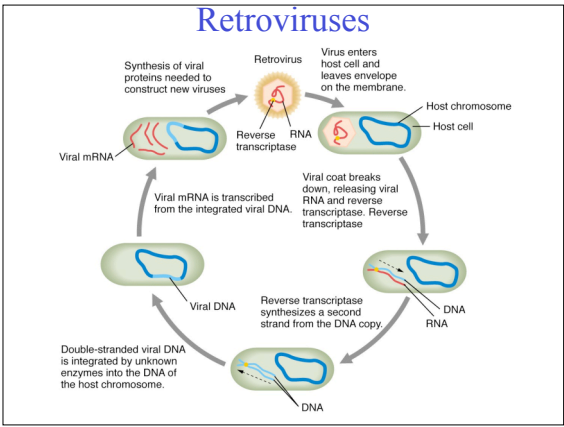 Retroviruses
Synthesis of viral
proteins needed to
construct new viruses
Retrovirus
Virus enters
host cell and
leaves envelope
on the membrane.
Reverse
transcriptase
RNA
Host chromosome
Host cell
Viral mRNA
Viral coat breaks
down, releasing viral
RNA and reverse
transcriptase. Reverse
transcriptase
Viral mRNA is transcribed
from the integrated viral DNA.
DNA
RNA
Viral DNA
Reverse transcriptase
synthesizes a second
strand from the DNA copy.
Double-stranded viral DNA
is integrated by unknown
enzymes into the DNA of
the host chromosome.
DNA